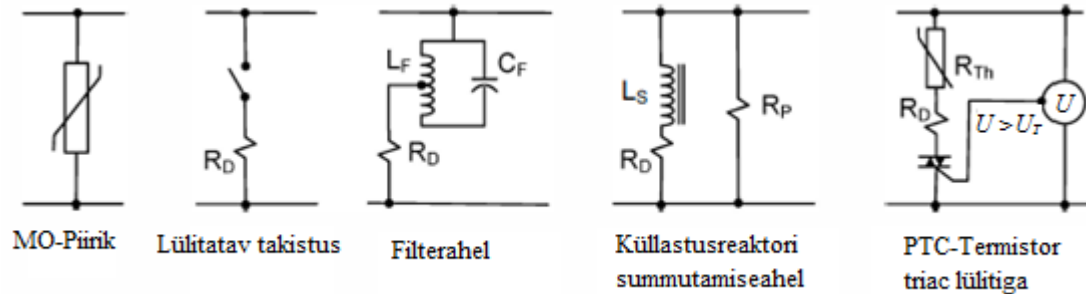 R_D
L_F
C_F
R_D
L_S
R_D
R_P
R_Th
R_D
U
U > U_T
MO-Piirik
Lülitatav takistus
Filterahel
Küllastusreaktori
summutamiseahel
PTC-Termistor
triac lülitiga